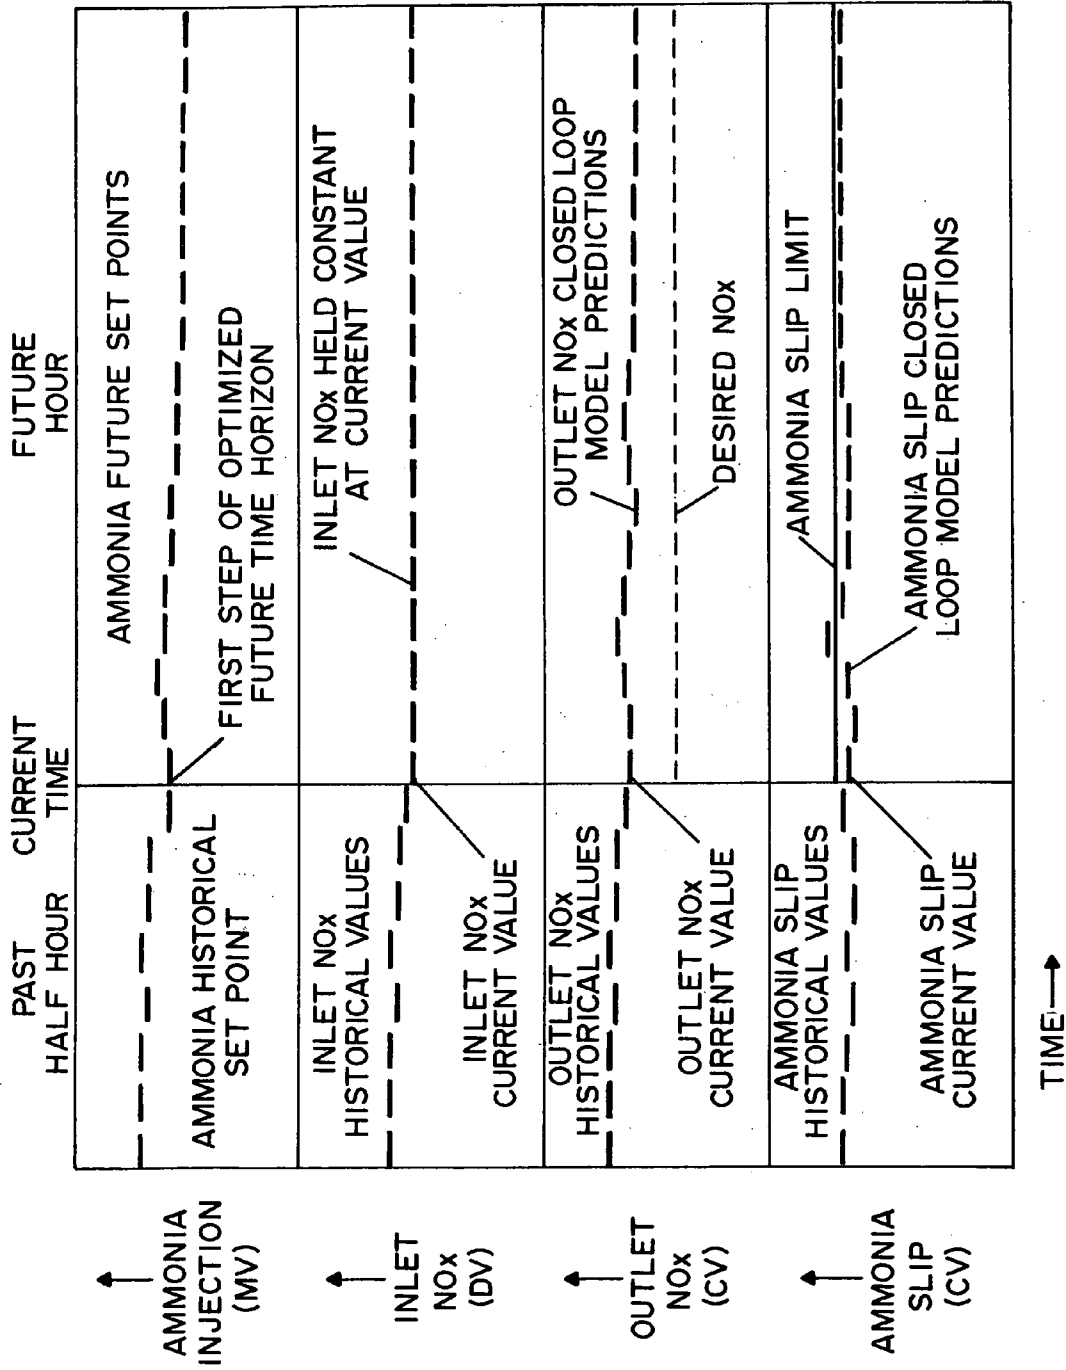 PAST
HALF HOUR
CURRENT
TIME
FUTURE
HOUR
AMMONIA
INJECTION
(MV)
AMMONIA HISTORICAL
SET POINT
AMMONIA FUTURE SET POINTS
FIRST STEP OF OPTIMIZED
FUTURE TIME HORIZON
INLET
NOx
(DV)
INLET NOx
HISTORICAL VALUES
INLET NOx
CURRENT VALUE
INLET NOx HELD CONSTANT
AT CURRENT VALUE
OUTLET
NOx
(CV)
OUTLET NOx
HISTORICAL VALUES
OUTLET NOx
CURRENT VALUE
OUTLET NOx CLOSED LOOP
MODEL PREDICTIONS
DESIRED NOx
AMMONIA
SLIP
(CV)
AMMONIA SLIP
HISTORICAL VALUES
AMMONIA SLIP
CURRENT VALUE
AMMONIA SLIP LIMIT
AMMONIA SLIP CLOSED
LOOP MODEL PREDICTIONS
TIME